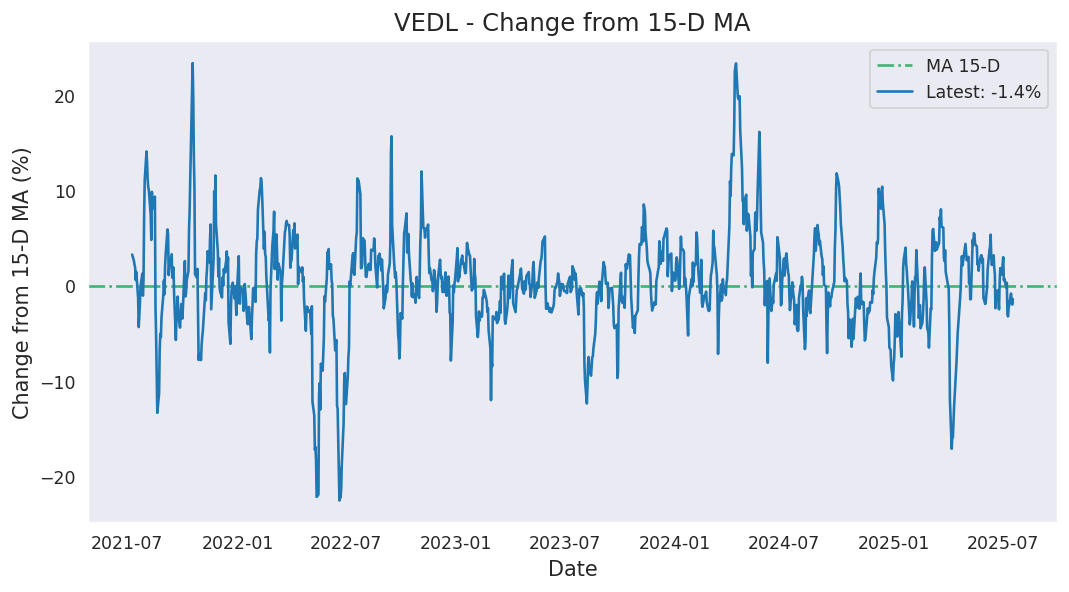 VEDL - Change from 15-D MA
MA 15-D
Latest: -1.4%
Change from 15-D MA (%)
20
10
0
−10
−20
2021-07 2022-01 2022-07 2023-01 2023-07 2024-01 2024-07 2025-01 2025-07
Date